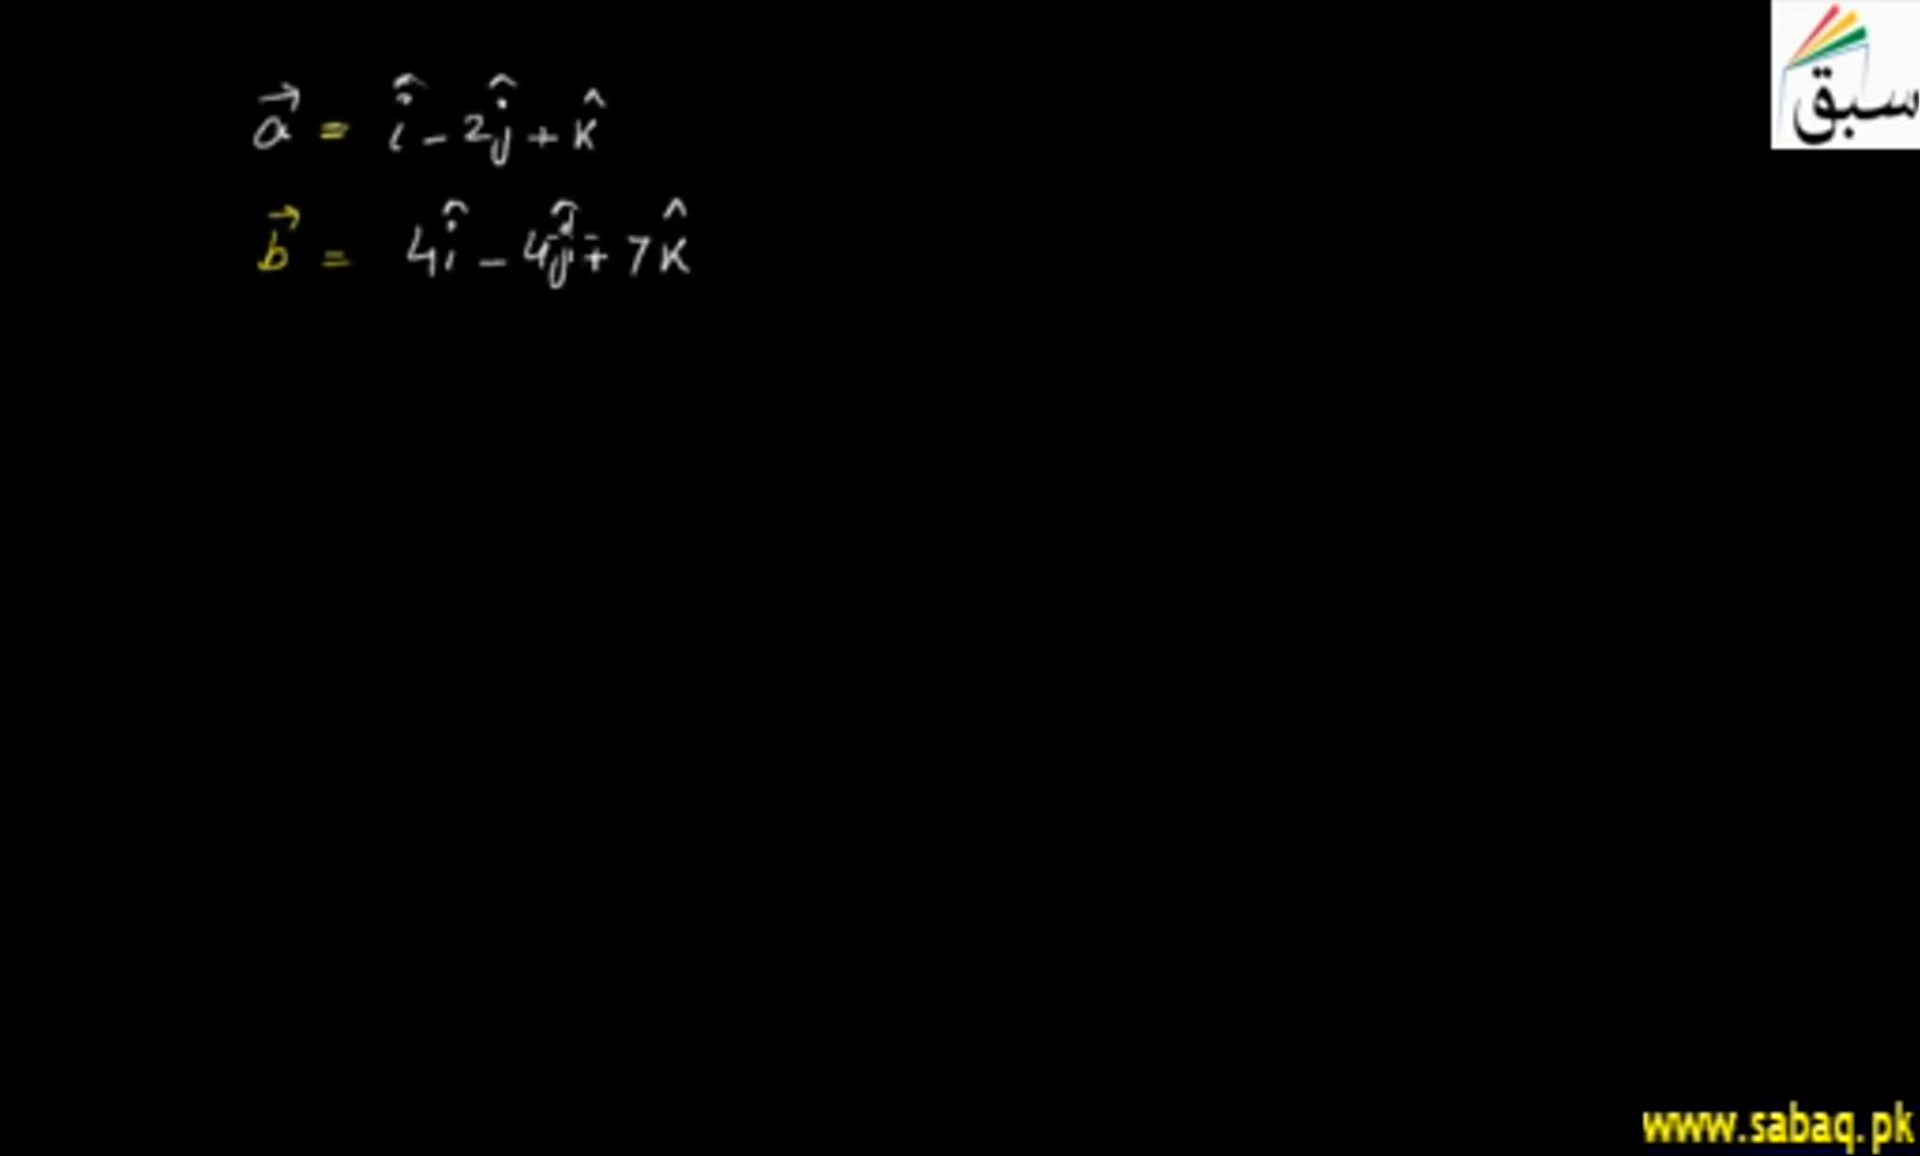 سبق
a⃗ = î - 2ĵ + k̂
b⃗ = 4î - 4ĵ + 7k̂
www.sabaq.pk